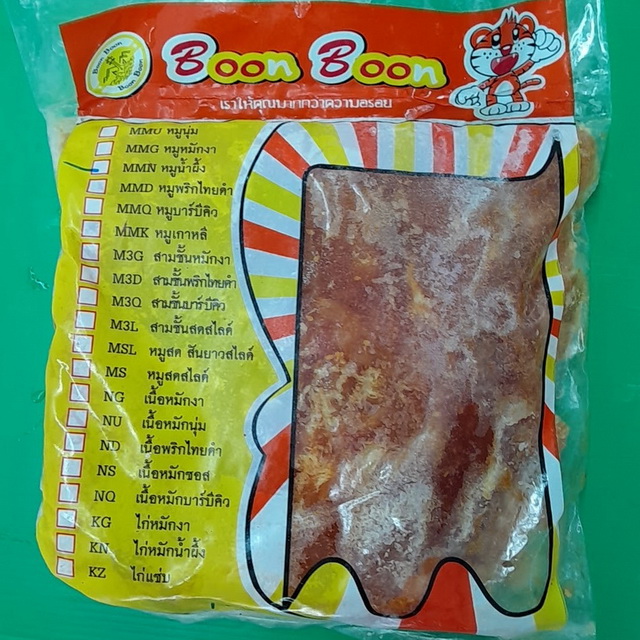 Boon Boon
Boon Boon
Boon Boon
เราให้คุณมากกว่าความอร่อย
MMU หมูนุ่ม
MMG หมูหมักงา
MMN หมูน้ำผึ้ง
MMD หมูพริกไทยดำ
MMQ หมูบาร์บีคิว
MMK หมูเกาหลี
M3G สามชั้นหมักงา
M3D สามชั้นพริกไทยดำ
M3Q สามชั้นบาร์บีคิว
M3L สามชั้นสดสไลด์
MSL หมูสด สันยาวสไลด์
MS หมูสดสไลด์
NG เนื้อหมักงา
NU เนื้อหมักนุ่ม
ND เนื้อพริกไทยดำ
NS เนื้อหมักซอส
NQ เนื้อหมักบาร์บีคิว
KG ไก่หมักงา
KN ไก่หมักน้ำผึ้ง
KZ ไก่แซ่บ